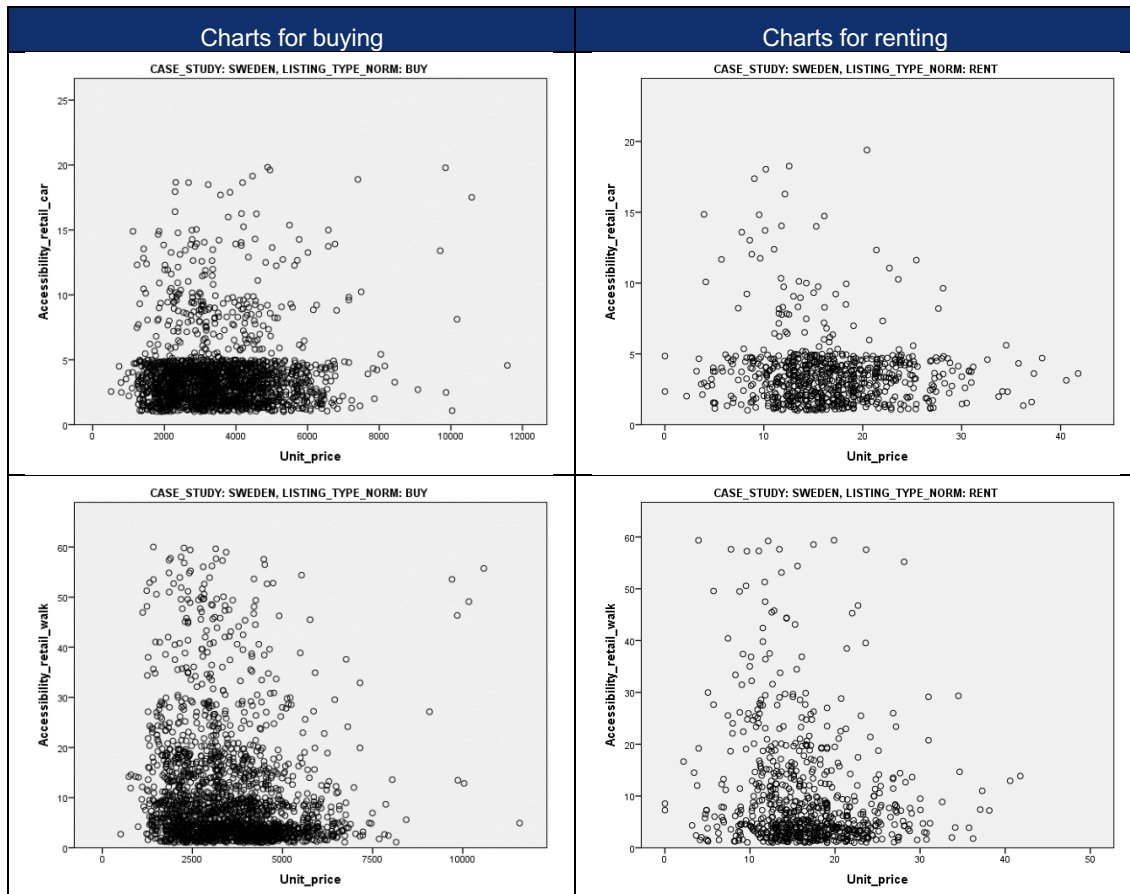 Charts for buying
Charts for renting
CASE_STUDY: SWEDEN, LISTING_TYPE_NORM: BUY
Accessibility_retail_car
25
20
15
10
5
0
0 2000 4000 6000 8000 10000 12000
Unit_price
CASE_STUDY: SWEDEN, LISTING_TYPE_NORM: RENT
Accessibility_retail_car
20
15
10
5
0
0 10 20 30 40
Unit_price
CASE_STUDY: SWEDEN, LISTING_TYPE_NORM: BUY
Accessibility_retail_walk
60
50
40
30
20
10
0
0 2500 5000 7500 10000
Unit_price
CASE_STUDY: SWEDEN, LISTING_TYPE_NORM: RENT
Accessibility_retail_walk
60
50
40
30
20
10
0
0 10 20 30 40 50
Unit_price